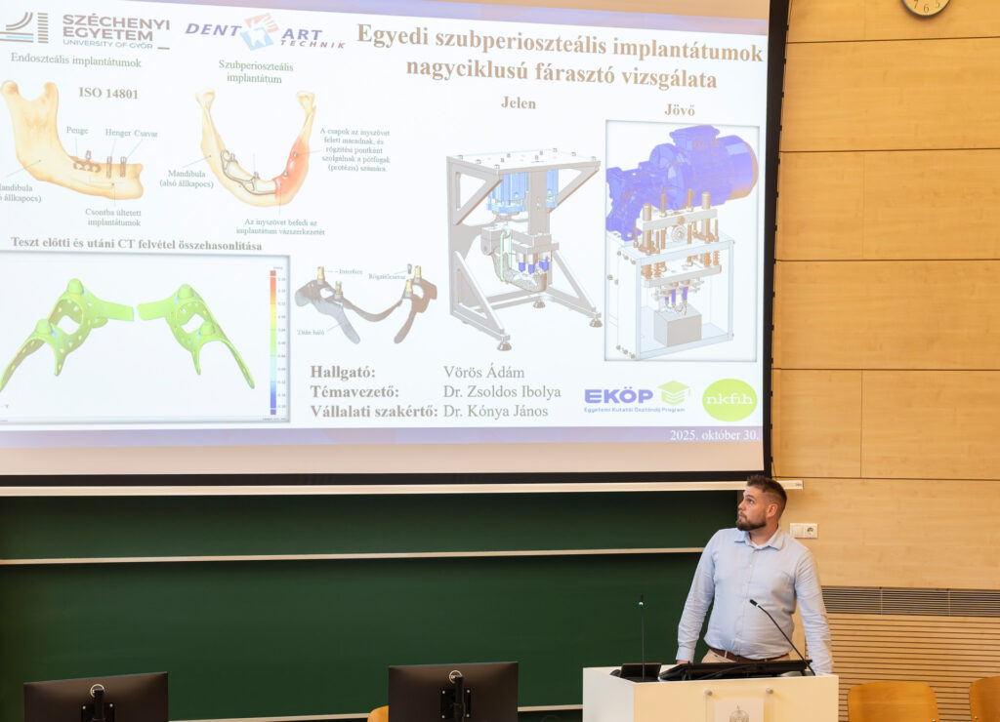 SZÉCHENYI
EGYETEM
UNIVERSITY OF GYŐR
DENT ART
TECHNIK
Egyedi szubperioszteális implantátumok
nagyciklusú fárasztó vizsgálata
Endoszteális implantátumok
ISO 14801
Penge
Henger
Csavar
Mandibula
(alsó állkapocs)
Csontba ültetett
implantátumok
Szubperioszteális
implantátum
Mandibula
(alsó állkapocs)
A csapok az ínyszövet
felett maradnak, és
rögzítési pontként
szolgálnak a pótfogak
(protézis) számára.
Az ínyszövet befedi az
implantátum vázszerkezetét
Jelen
Jövő
Teszt előtti és utáni CT felvétel összehasonlítása
Interface
Rögzítőcsavar
Hallgató: Vörös Ádám
Témavezető: Dr. Zsoldos Ibolya
Vállalati szakértő: Dr. Kónya János
EKÖP
Egyetemi Kutatói Ösztöndíj Program
nkfih
2025. október 30.
7 6 5